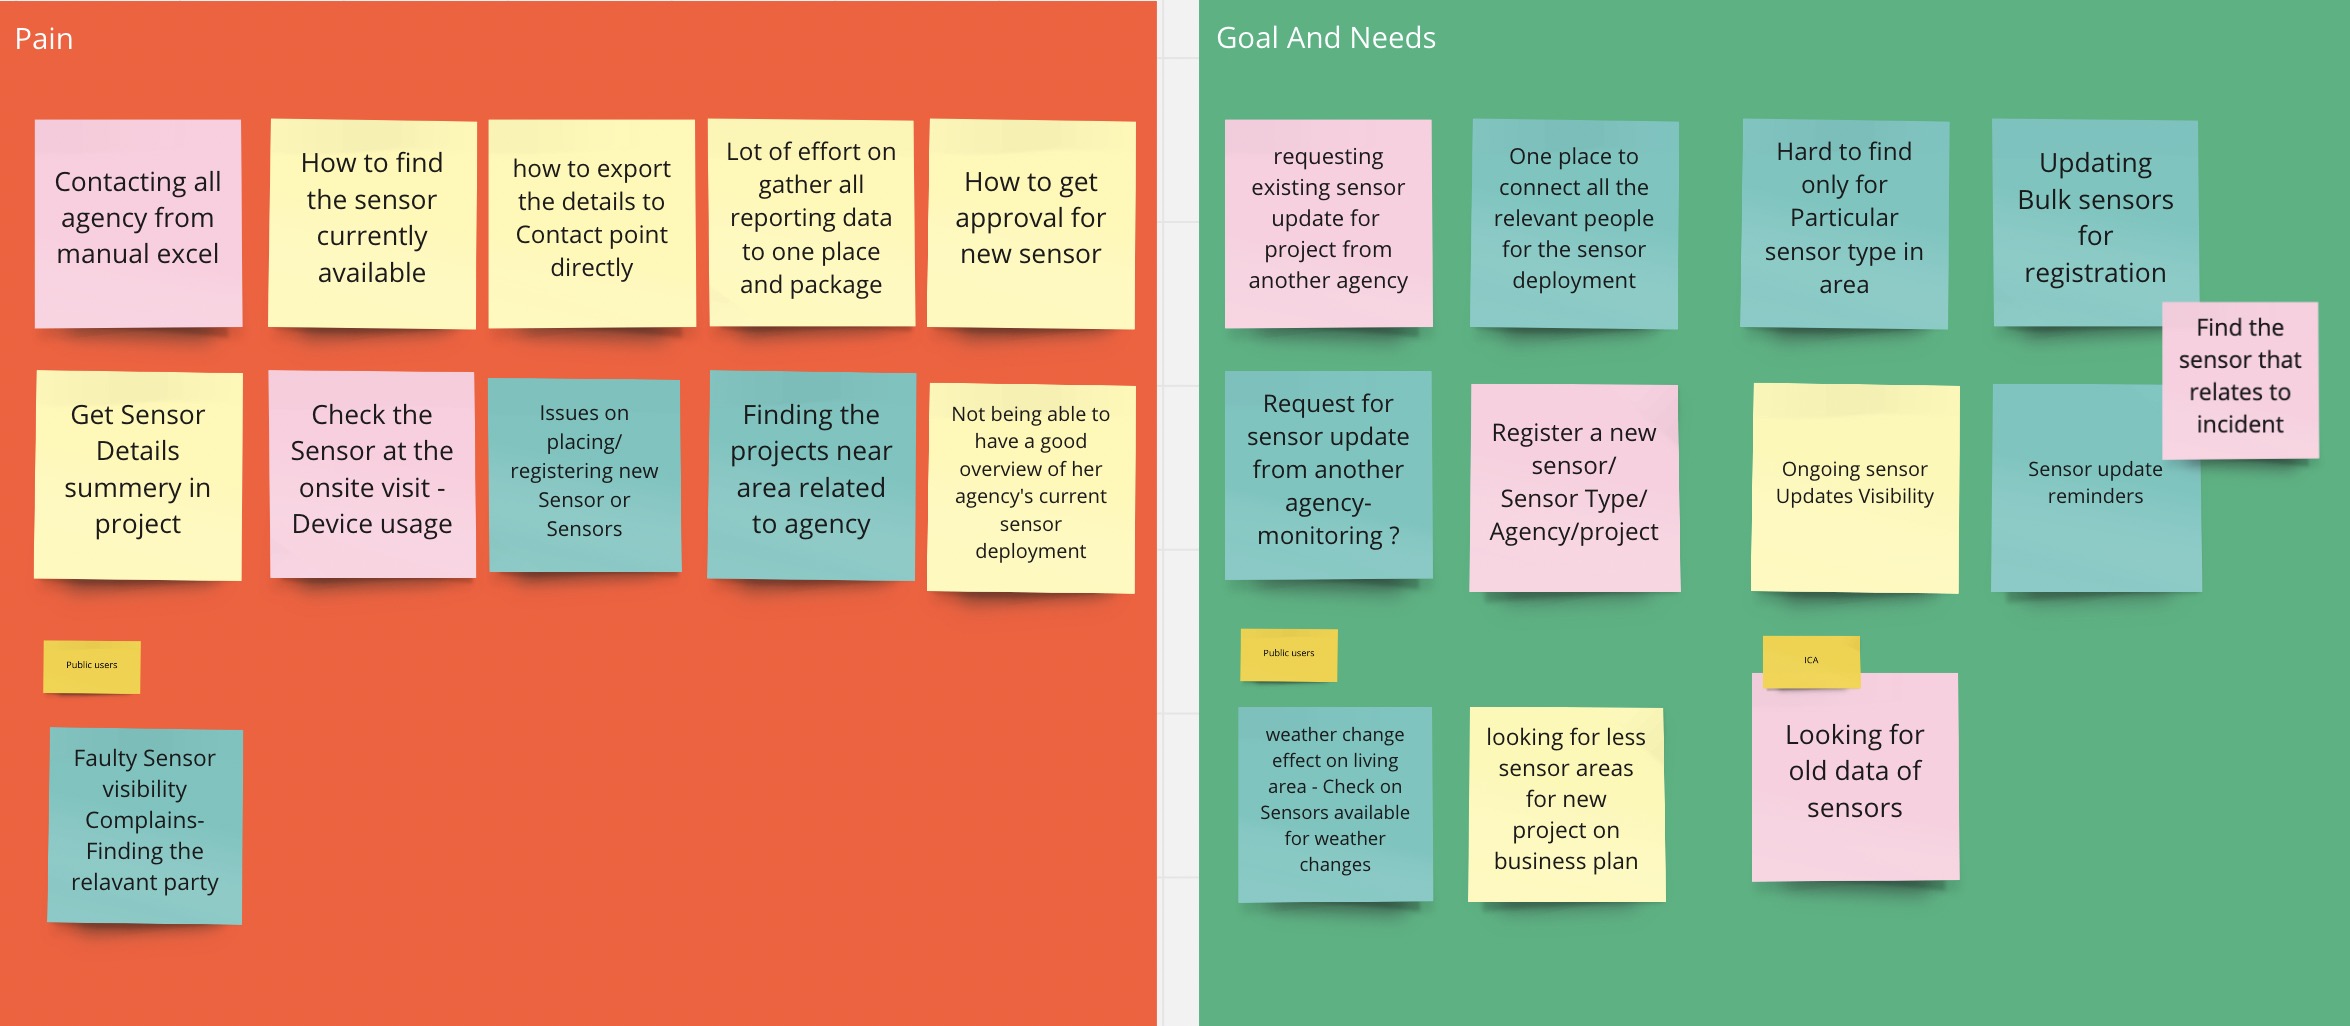 Pain
Contacting all
agency from
manual excel
How to find
the sensor
currently
available
how to export
the details to
Contact point
directly
Lot of effort on
gather all
reporting data
to one place
and package
How to get
approval for
new sensor
Get Sensor
Details
summery in
project
Check the
Sensor at the
onsite visit -
Device usage
Issues on
placing/
registering new
Sensor or
Sensors
Finding the
projects near
area related
to agency
Not being able to
have a good
overview of her
agency's current
sensor
deployment
Public users
Faulty Sensor
visibility
Complains-
Finding the
relavant party
Goal And Needs
requesting
existing sensor
update for
project from
another agency
One place to
connect all the
relevant people
for the sensor
deployment
Hard to find
only for
Particular
sensor type in
area
Updating
Bulk sensors
for
registration
Find the
sensor that
relates to
incident
Request for
sensor update
from another
agency-
monitoring ?
Register a new
sensor/
Sensor Type/
Agency/project
Ongoing sensor
Updates Visibility
Sensor update
reminders
Public users
weather change
effect on living
area - Check on
Sensors available
for weather
changes
looking for less
sensor areas
for new
project on
business plan
ICA
Looking for
old data of
sensors